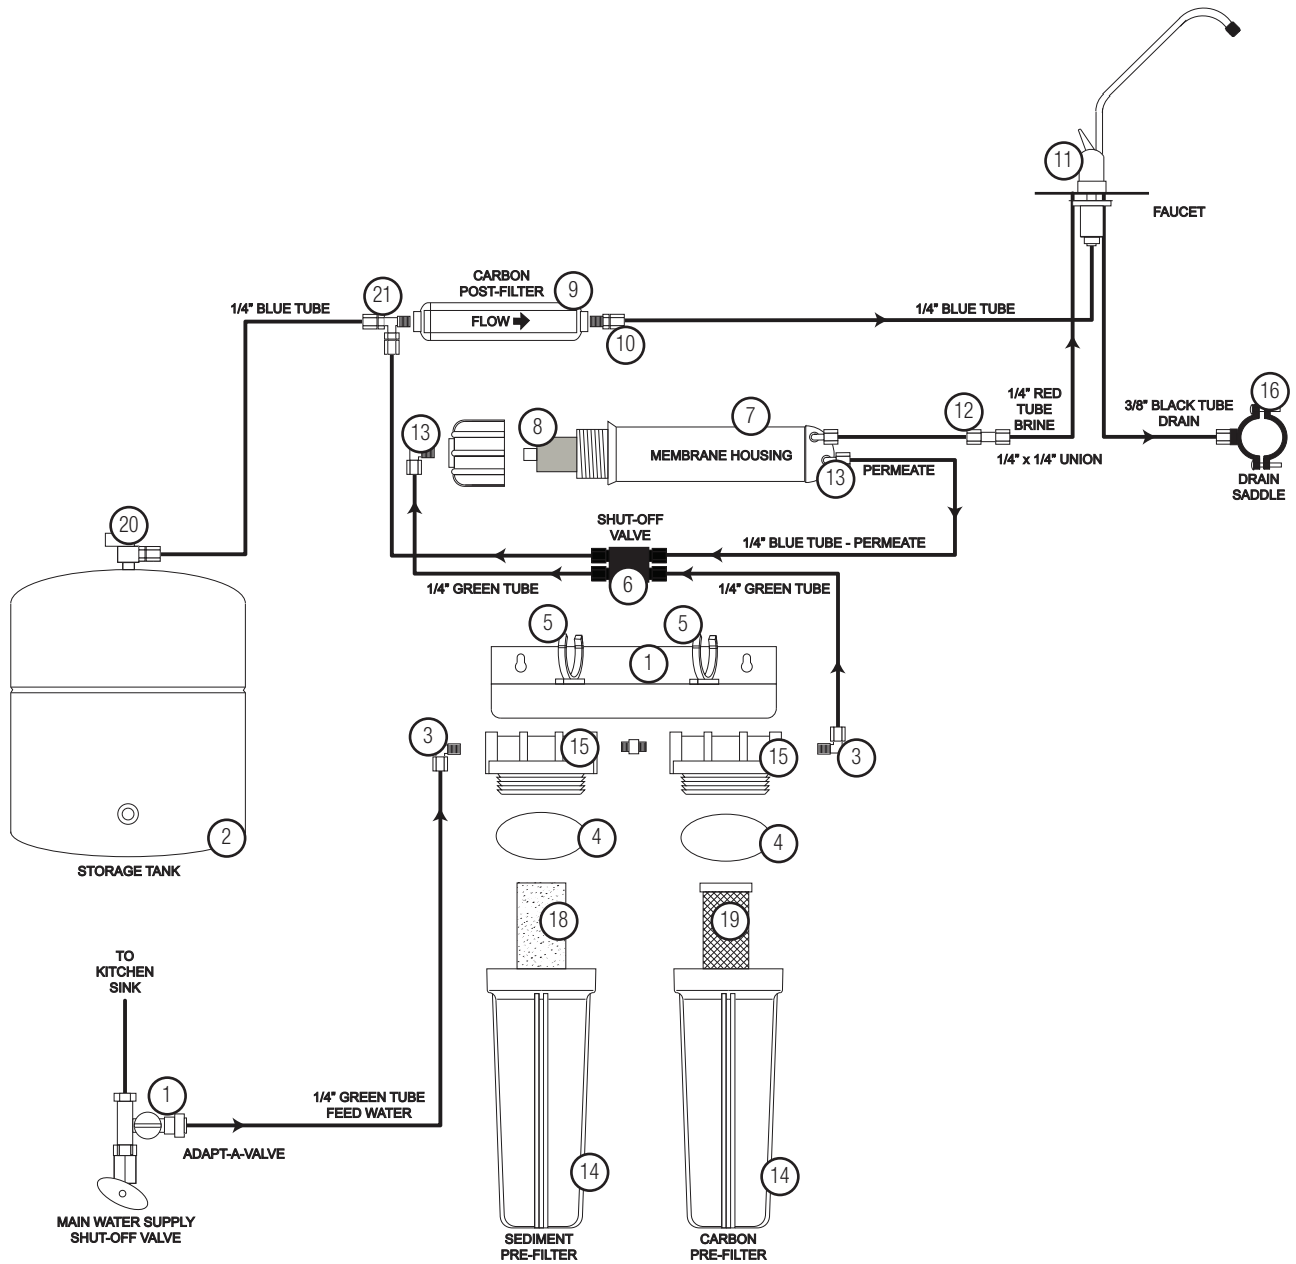 11
FAUCET
CARBON
POST-FILTER
21
9
1/4” BLUE TUBE
FLOW
1/4” BLUE TUBE
10
16
7
1/4” RED
TUBE
BRINE
12
3/8” BLACK TUBE
DRAIN
13
8
MEMBRANE HOUSING
1/4” x 1/4” UNION
PERMEATE
13
DRAIN
SADDLE
20
SHUT-OFF
VALVE
1/4” BLUE TUBE - PERMEATE
6
1/4” GREEN TUBE
1/4” GREEN TUBE
5
5
1
3
15
15
3
2
4
4
STORAGE TANK
18
19
TO
KITCHEN
SINK
1
1/4” GREEN TUBE
FEED WATER
ADAPT-A-VALVE
14
14
MAIN WATER SUPPLY
SHUT-OFF VALVE
SEDIMENT
PRE-FILTER
CARBON
PRE-FILTER